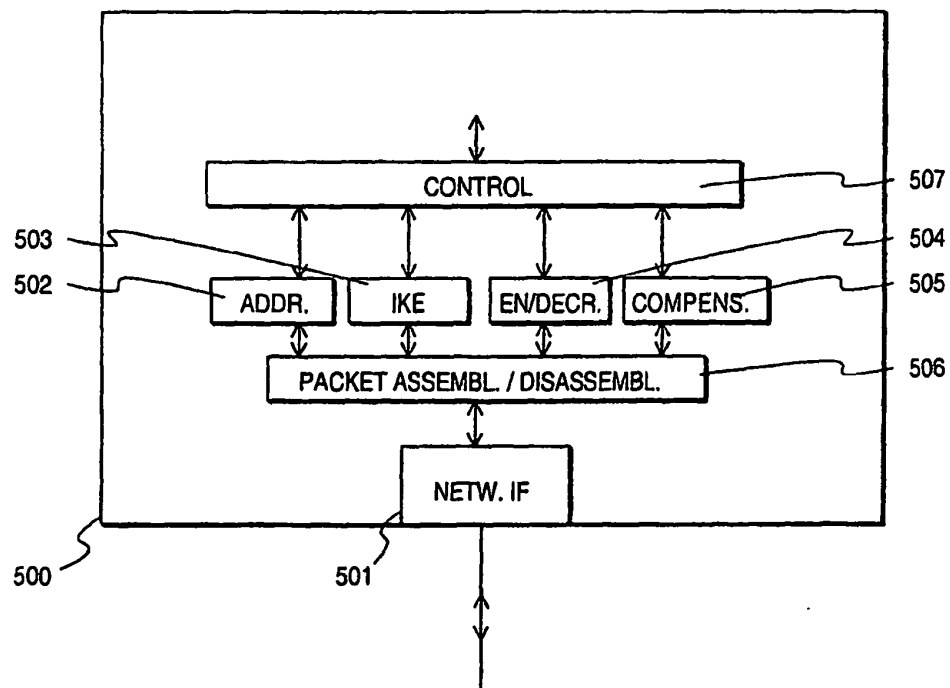 CONTROL
507
503
504
502
ADDR.
IKE
EN/DECR.
COMPENS.
505
PACKET ASSEMBL. / DISASSEMBL.
506
NETW. IF
500
501